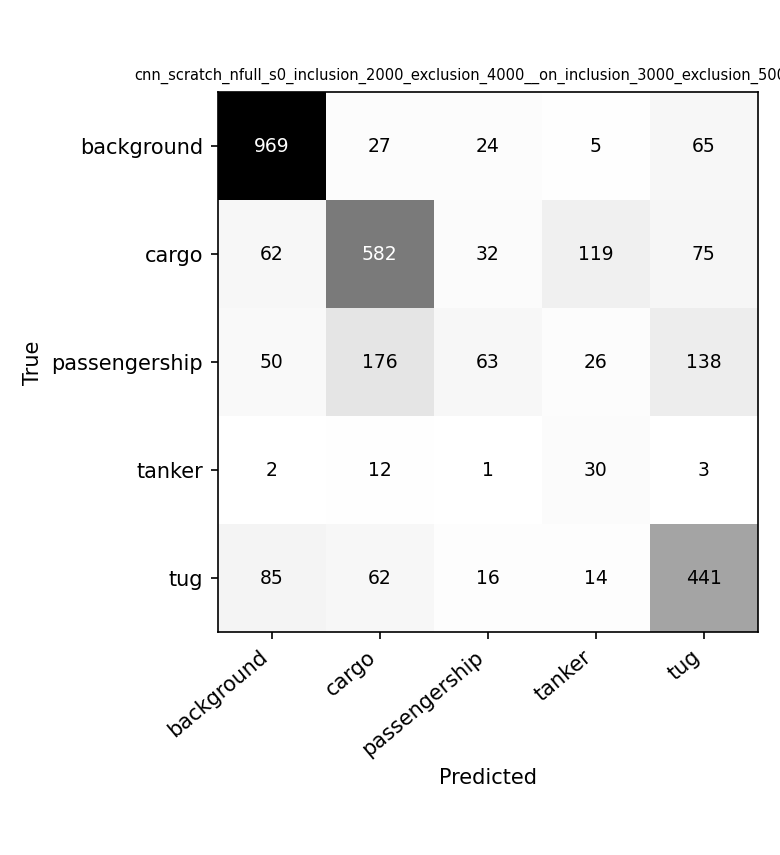 cnn_scratch_nfull_s0_inclusion_2000_exclusion_4000__on_inclusion_3000_exclusion_500
background 969 27 24 5 65
cargo 62 582 32 119 75
passengership 50 176 63 26 138
tanker 2 12 1 30 3
tug 85 62 16 14 441
True
background cargo passengership tanker tug
Predicted